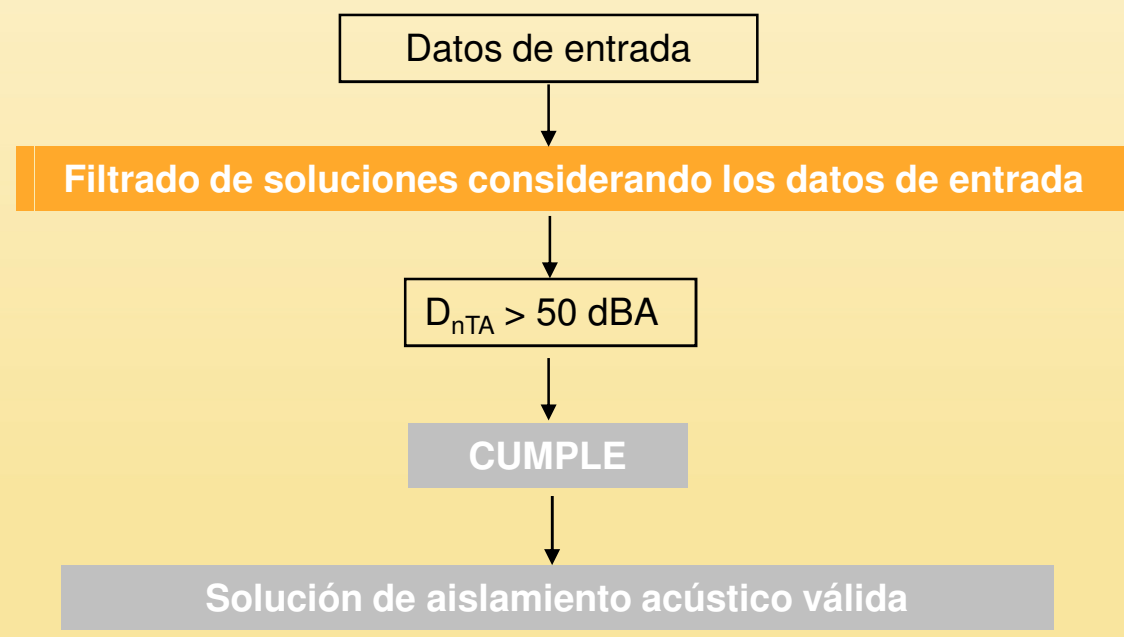 Datos de entrada
Filtrado de soluciones considerando los datos de entrada
DnTA > 50 dBA
CUMPLE
Solución de aislamiento acústico válida